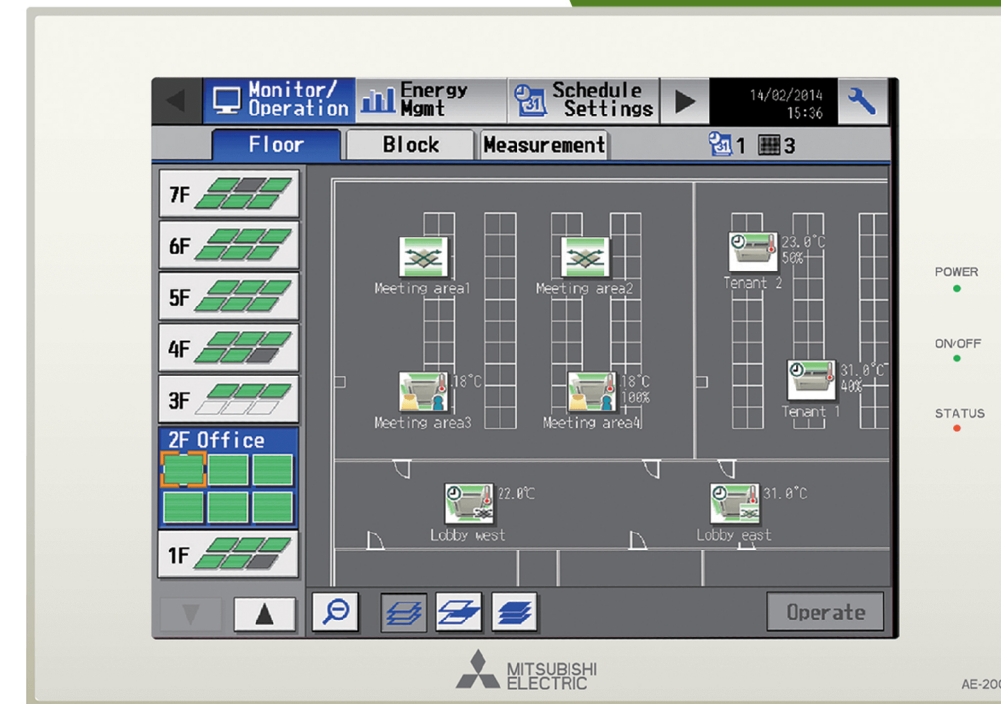 Monitor/
Operation
Energy
Mgmt
31
Schedule
Settings
14/02/2014
15:36
Floor
Block
Measurement
31 1 3
7F
6F
5F
4F
3F
2F Office
1F
Meeting area1
Meeting area2
23.0°C
50%
Tenant 2
18°C
Meeting area3
18°C
100%
Meeting area4
31.0°C
40%
Tenant 1
22.0°C
Lobby west
31.0°C
Lobby east
Operate
POWER
ON/OFF
STATUS
MITSUBISHI
ELECTRIC
AE-200